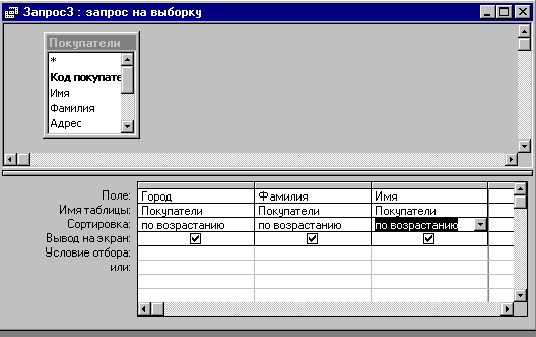 Запрос3 : запрос на выборку
Покупатели
*
Код покупате
Имя
Фамилия
Адрес
Поле: Город Фамилия Имя
Имя таблицы: Покупатели Покупатели Покупатели
Сортировка: по возрастанию по возрастанию по возрастанию
Вывод на экран:
Условие отбора:
или: